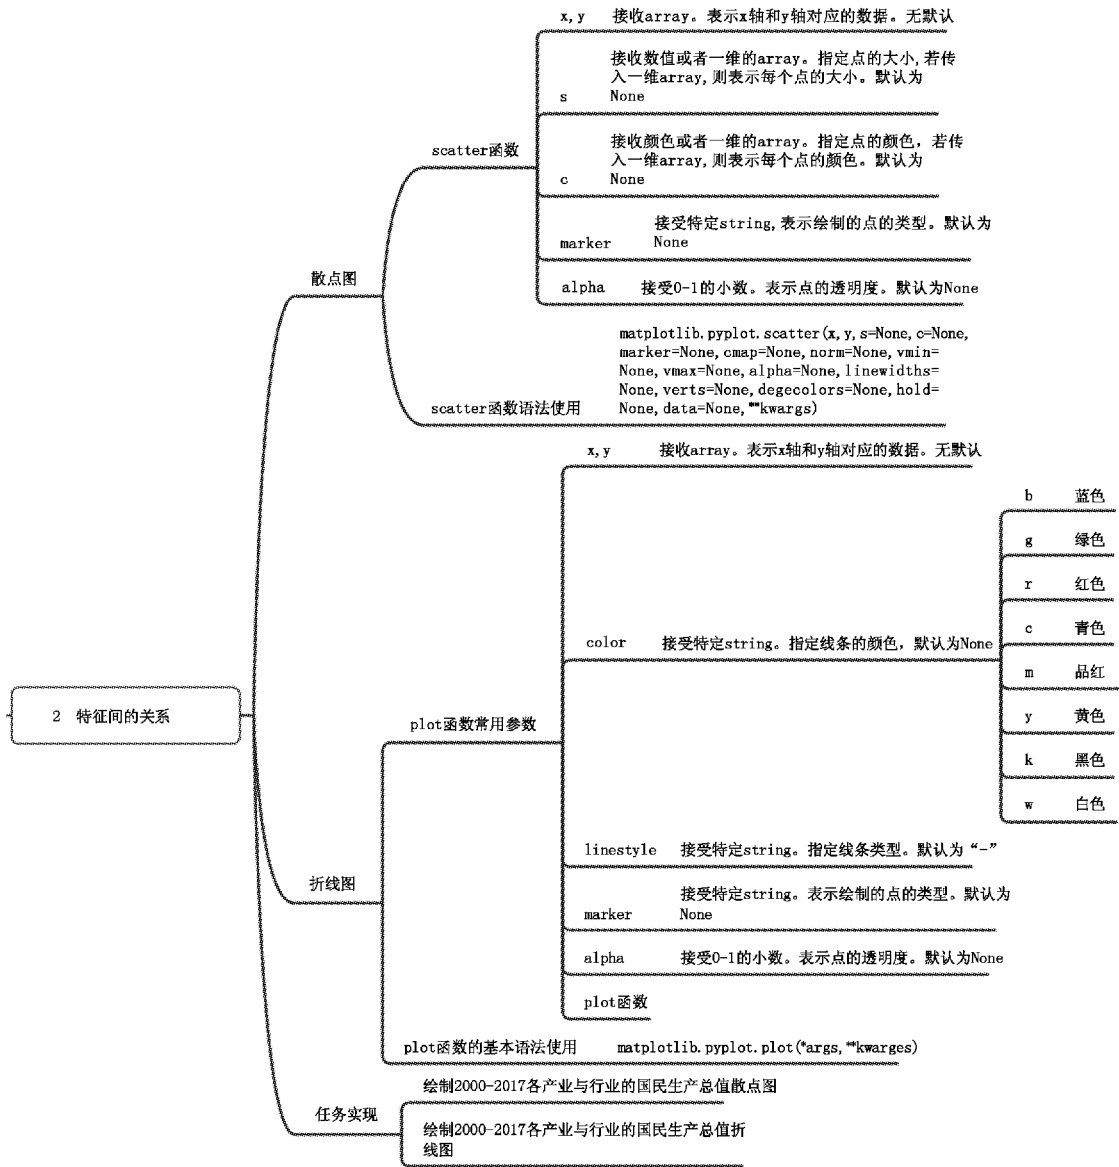 x,y 接收array。表示x轴和y轴对应的数据。无默认
接收数值或者一维的array。指定点的大小,若传
入一维array,则表示每个点的大小。默认为
s None
接收颜色或者一维的array。指定点的颜色，若传
入一维array,则表示每个点的颜色。默认为
c None
scatter函数
接受特定string,表示绘制的点的类型。默认为
marker None
alpha 接受0-1的小数。表示点的透明度。默认为None
散点图
matplotlib.pyplot.scatter(x,y,s=None,c=None,
marker=None,cmap=None,norm=None,vmin=
None,vmax=None,alpha=None,linewidths=
None,verts=None,degecolors=None,hold=
None,data=None,**kwargs)
scatter函数语法使用
x,y 接收array。表示x轴和y轴对应的数据。无默认
b 蓝色
g 绿色
r 红色
c 青色
color 接受特定string。指定线条的颜色，默认为None
m 品红
y 黄色
k 黑色
w 白色
2 特征间的关系
plot函数常用参数
linestyle 接受特定string。指定线条类型。默认为“-”
折线图
接受特定string。表示绘制的点的类型。默认为
marker None
alpha 接受0-1的小数。表示点的透明度。默认为None
plot函数
plot函数的基本语法使用 matplotlib.pyplot.plot(*args,**kwarges)
绘制2000-2017各产业与行业的国民生产总值散点图
任务实现
绘制2000-2017各产业与行业的国民生产总值折
线图